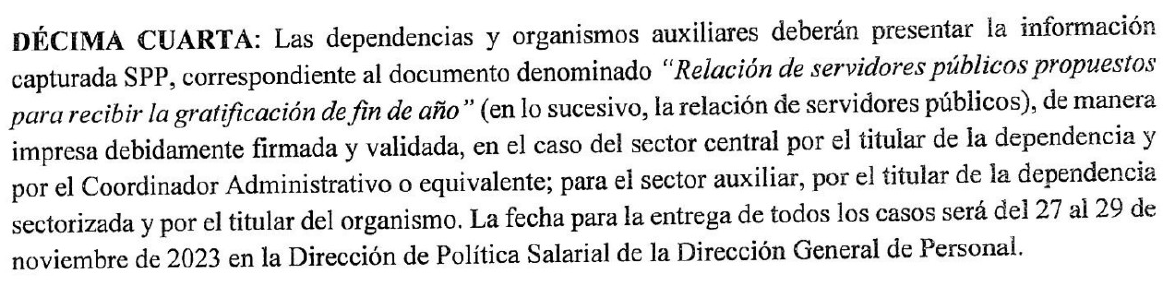 DÉCIMA CUARTA: Las dependencias y organismos auxiliares deberán presentar la información
capturada SPP, correspondiente al documento denominado “Relación de servidores públicos propuestos
para recibir la gratificación de fin de año” (en lo sucesivo, la relación de servidores públicos), de manera
impresa debidamente firmada y validada, en el caso del sector central por el titular de la dependencia y
por el Coordinador Administrativo o equivalente; para el sector auxiliar, por el titular de la dependencia
sectorizada y por el titular del organismo. La fecha para la entrega de todos los casos será del 27 al 29 de
noviembre de 2023 en la Dirección de Política Salarial de la Dirección General de Personal.